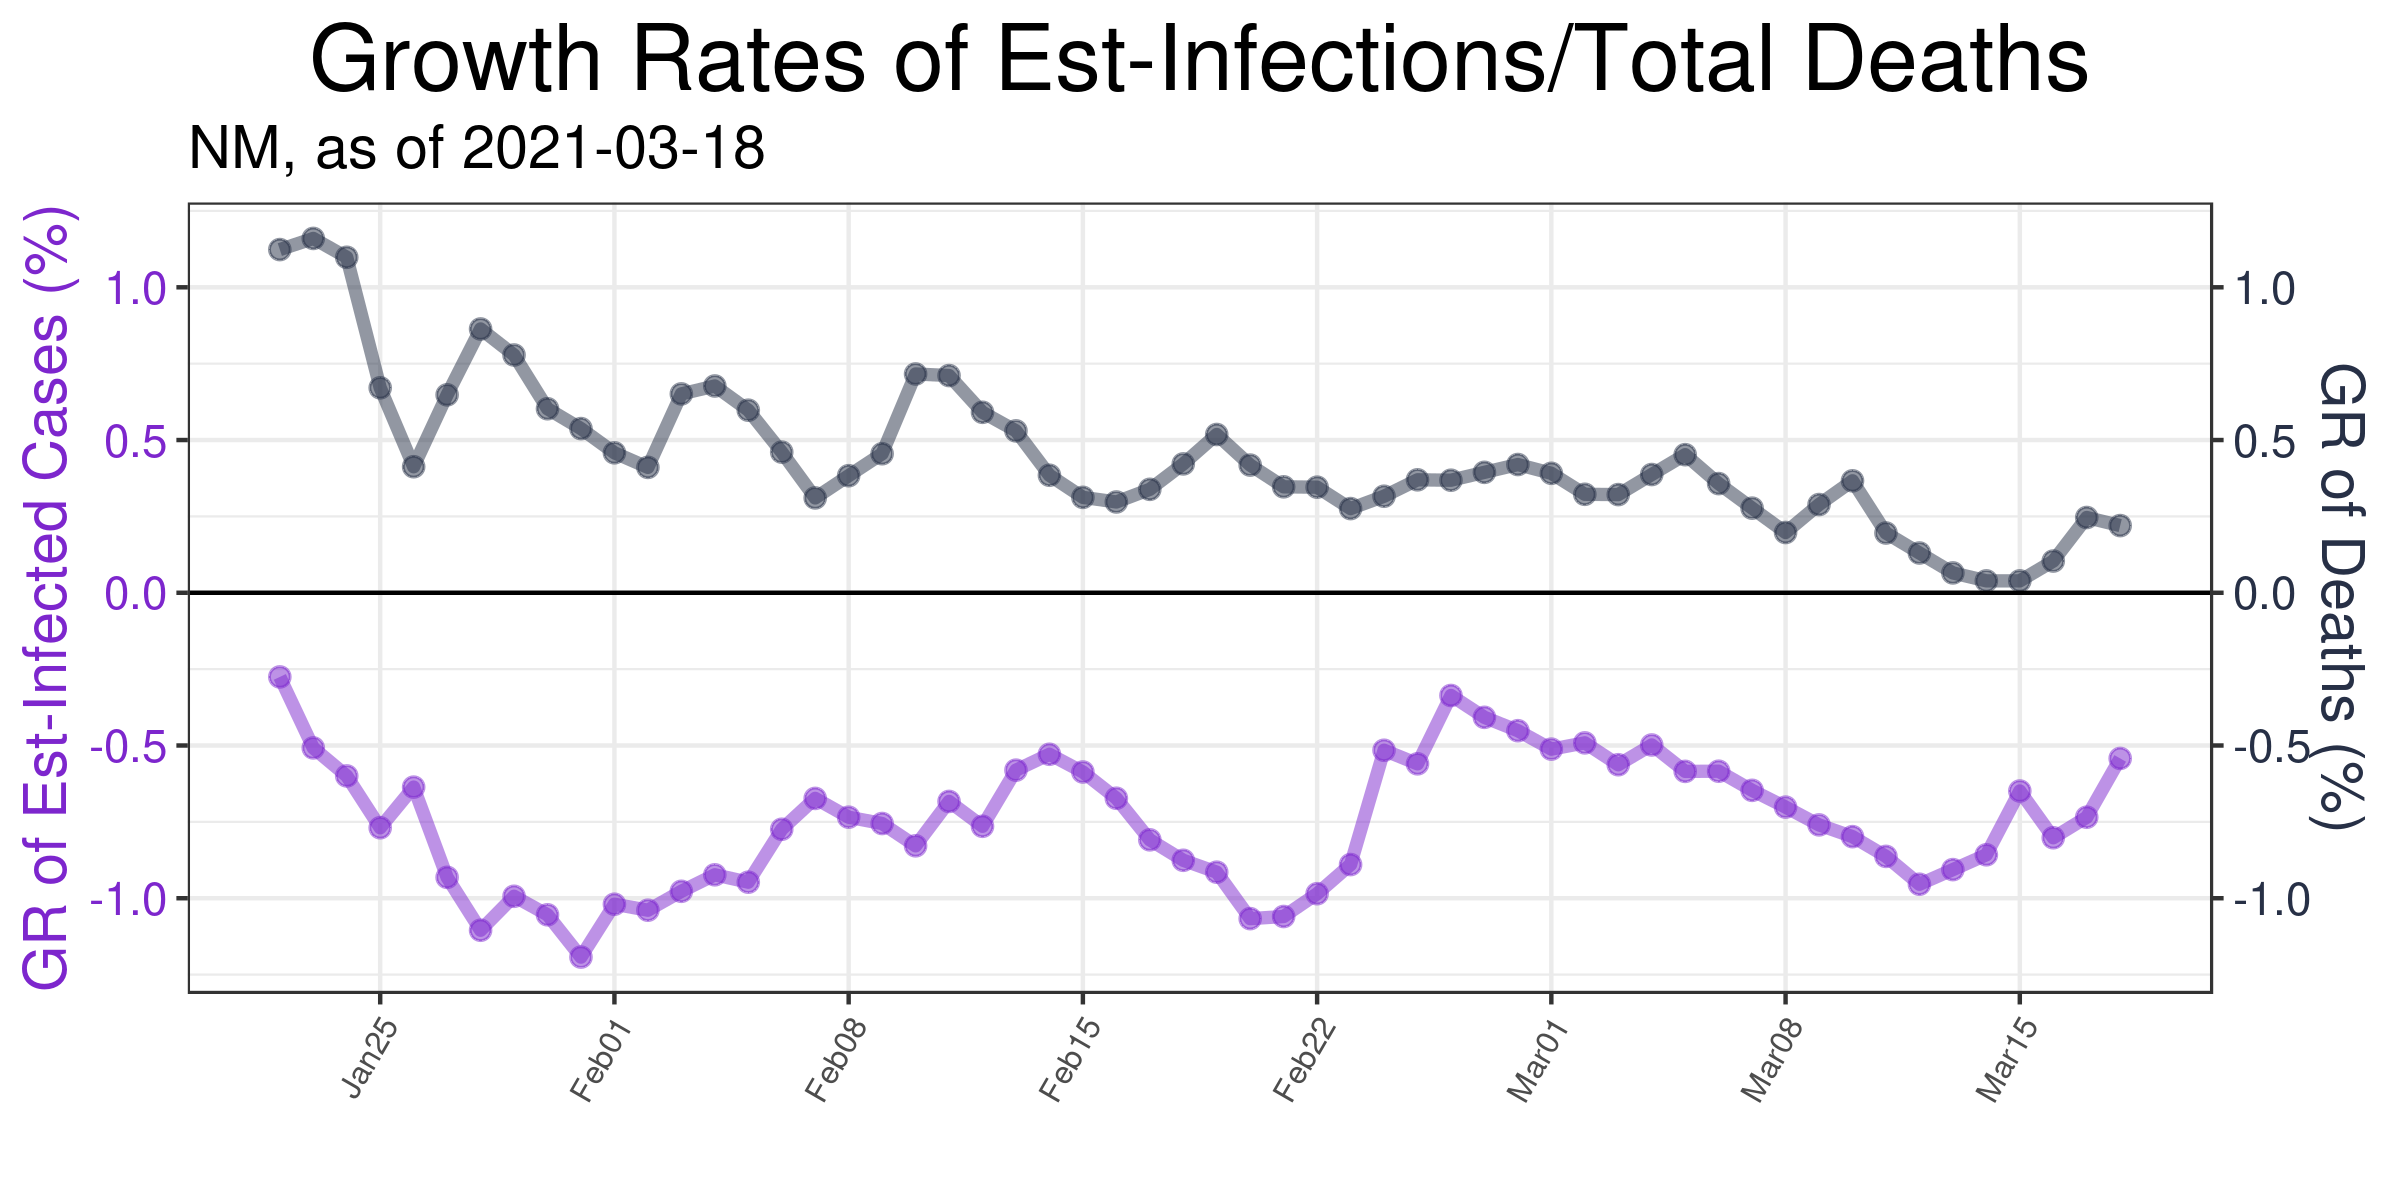 Growth Rates of Est-Infections/Total Deaths
NM, as of 2021-03-18
GR of Est-Infected Cases (%)
1.0
0.5
0.0
-0.5
-1.0
1.0
0.5
0.0
-0.5
-1.0
GR of Deaths (%)
Jan25
Feb01
Feb08
Feb15
Feb22
Mar01
Mar08
Mar15